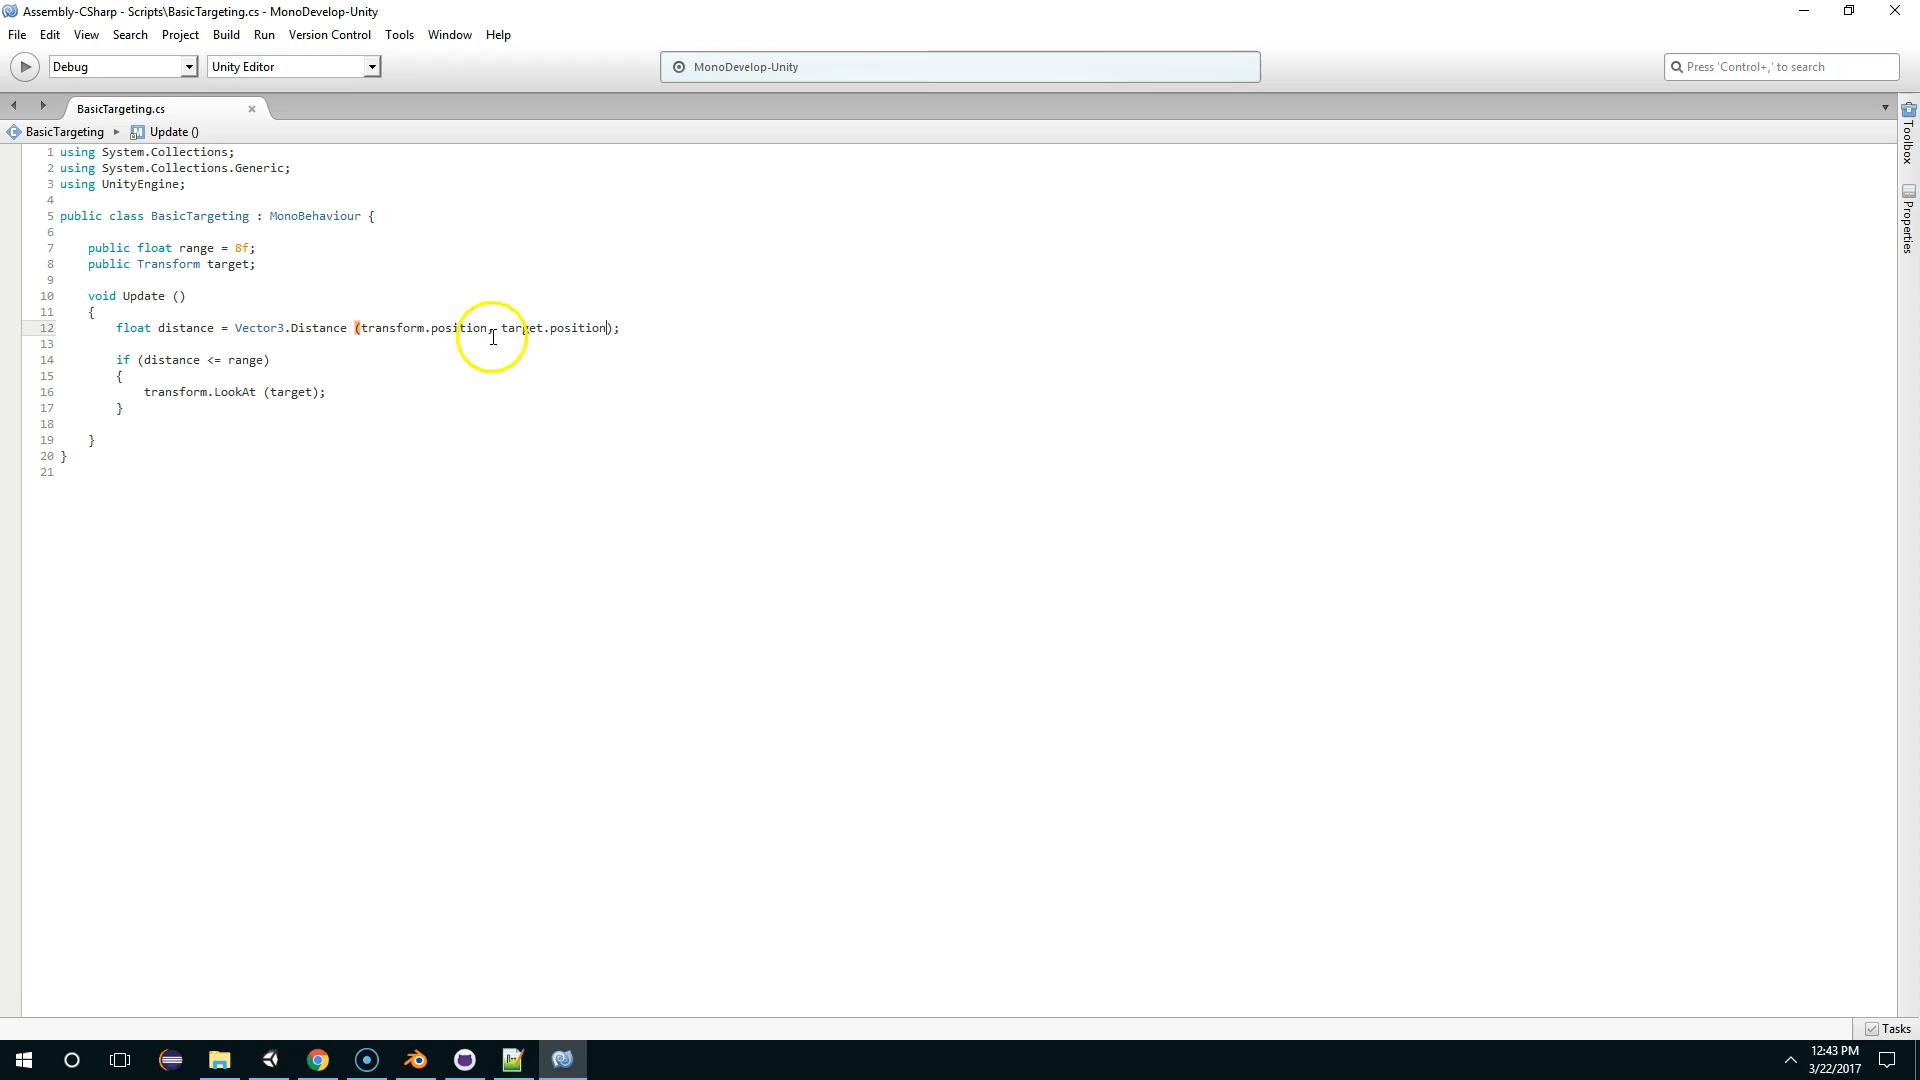 Assembly-CSharp - Scripts\BasicTargeting.cs - MonoDevelop-Unity
File Edit View Search Project Build Run Version Control Tools Window Help
Debug Unity Editor MonoDevelop-Unity Press 'Control+,' to search
BasicTargeting.cs
BasicTargeting Update ()
Toolbox
Properties
1 using System.Collections;
2 using System.Collections.Generic;
3 using UnityEngine;
4
5 public class BasicTargeting : MonoBehaviour {
6
7 public float range = 8f;
8 public Transform target;
9
10 void Update ()
11 {
12 float distance = Vector3.Distance (transform.position, target.position);
13
14 if (distance <= range)
15 {
16 transform.LookAt (target);
17 }
18
19 }
20 }
21
Tasks
12:43 PM
3/22/2017